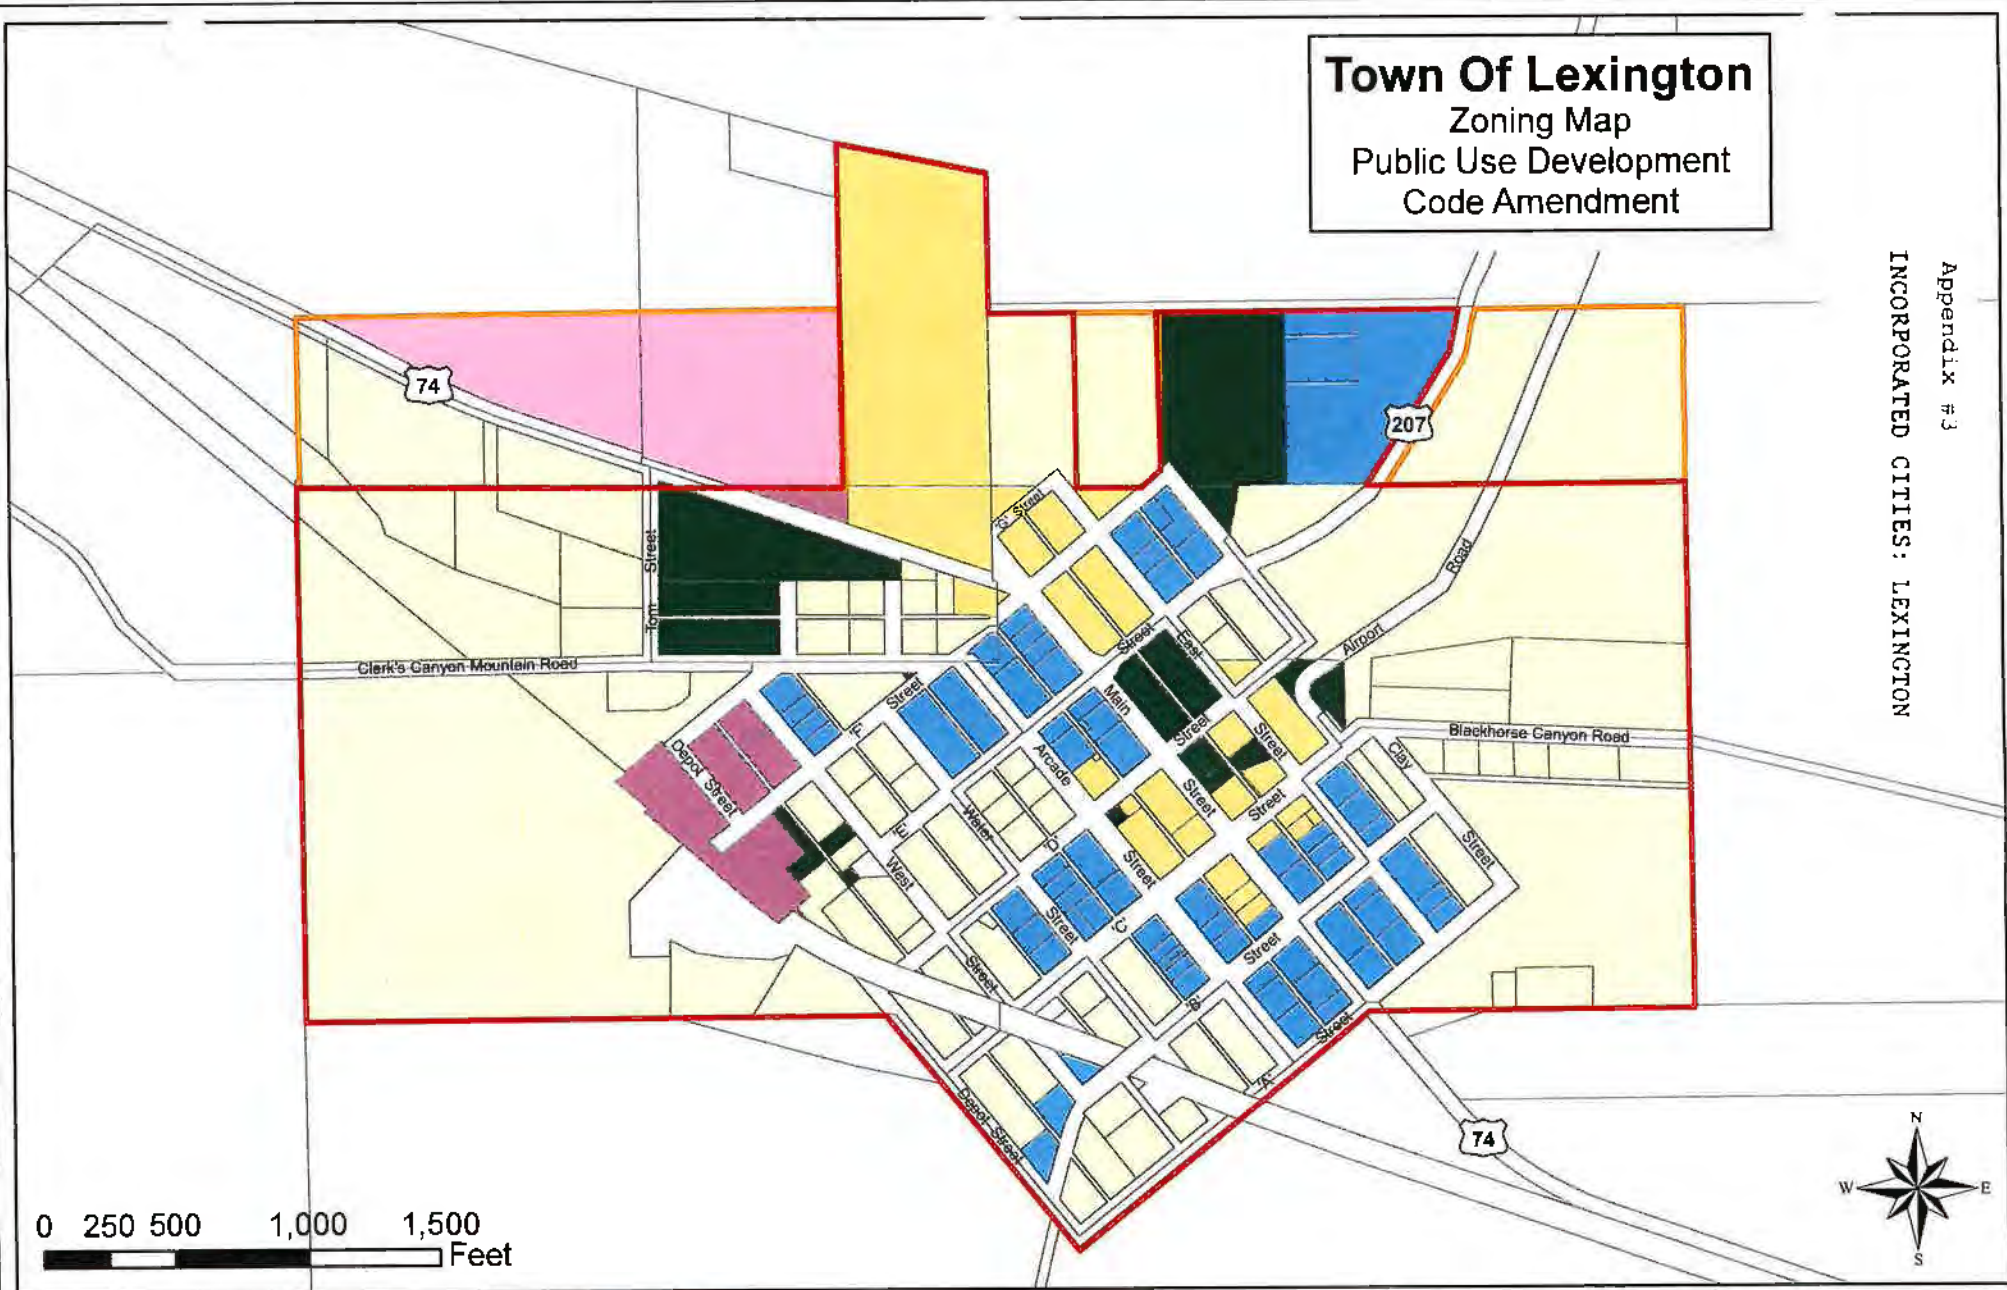 Town Of Lexington
Zoning Map
Public Use Development
Code Amendment
Appendix #3
INCORPORATED CITIES: LEXINGTON
74
207
'G' Street
Tom Street
Road
Airport
Clerk's Canyon Mountain Road
Street
East
Main
'F' Street
Street
Street
Depot Street
Arcade
Clay
Blackhorse Canyon Road
Water
'E'
West
'D'
Street
Street
Street
Street
Street
'C'
Street
Street
'B'
Street
'A'
Depot Street
74
N
W
E
S
0 250 500 1,000 1,500
Feet